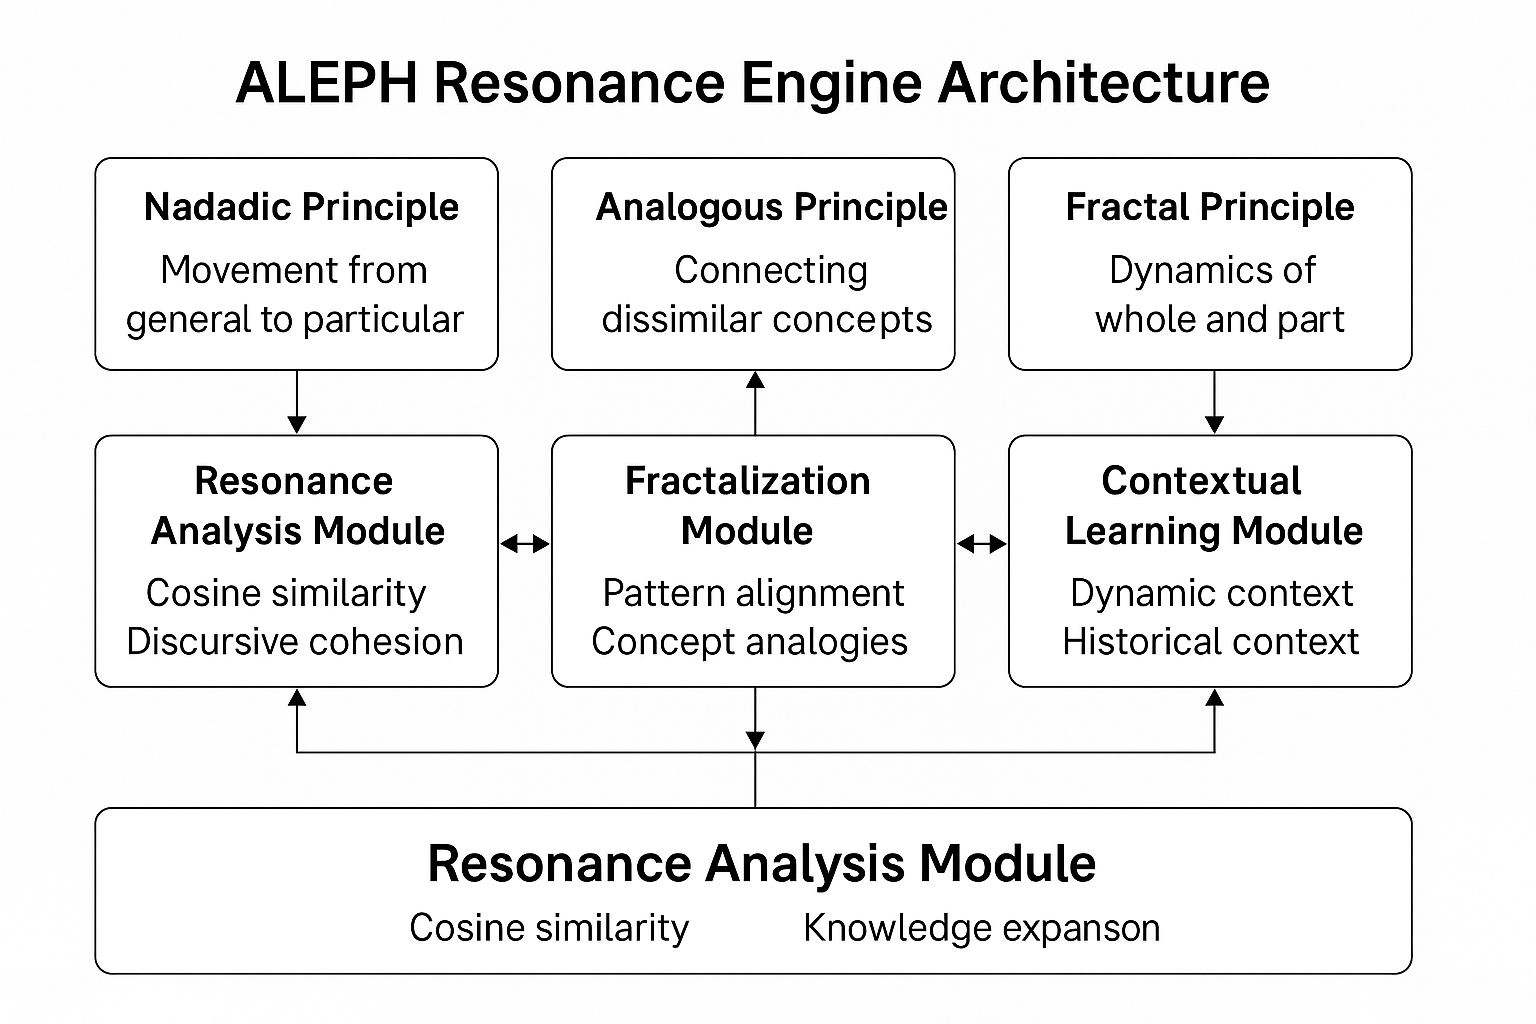 ALEPH Resonance Engine Architecture
Nadadic Principle
Movement from
general to particular
Analogous Principle
Connecting
dissimilar concepts
Fractal Principle
Dynamics of
whole and part
Resonance
Analysis Module
Cosine similarity
Discursive cohesion
Fractalization
Module
Pattern alignment
Concept analogies
Contextual
Learning Module
Dynamic context
Historical context
Resonance Analysis Module
Cosine similarity Knowledge expanson